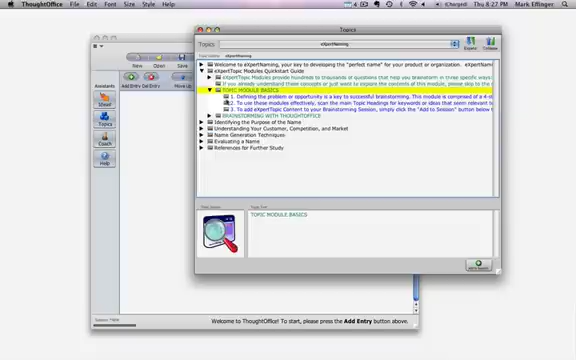 ThoughtOffice File Edit Size Style Help
(Charged) Thu 8:27 PM Mark Effinger
Topics
Topics eXpertNaming
eXpertNaming
Welcome to eXpertNaming, your key to developing the "perfect name" for your product or organization. eXpertNaming
eXpertTopic Modules Quickstart Guide
eXpertTopic Modules provide hundreds to thousands of questions that help you brainstorm in three specific ways
If you already understand these concepts or just want to explore the contents of this module, please skip to the
TOPIC MODULE BASICS
1. Defining the problem or opportunity is a key to successful brainstorming. This module is comprised of a 4-s
2. To use these modules effectively, scan the main Topic Headings for keywords or ideas that seem relevant to
3. To add eXpertTopic Content to your Brainstorming Session, simply click the "Add to Session" button below t
BRAINSTORMING WITH THOUGHTOFFICE
Identifying the Purpose of the Name
Understanding Your Customer, Competition, and Market
Name Generation Techniques
Evaluating a Name
References for Further Study
TOPIC MODULE BASICS
New Open Save
Add Entry Del Entry
Assistants
Topics
Coach
Help
Welcome to ThoughtOffice! To start, please press the Add Entry button above.